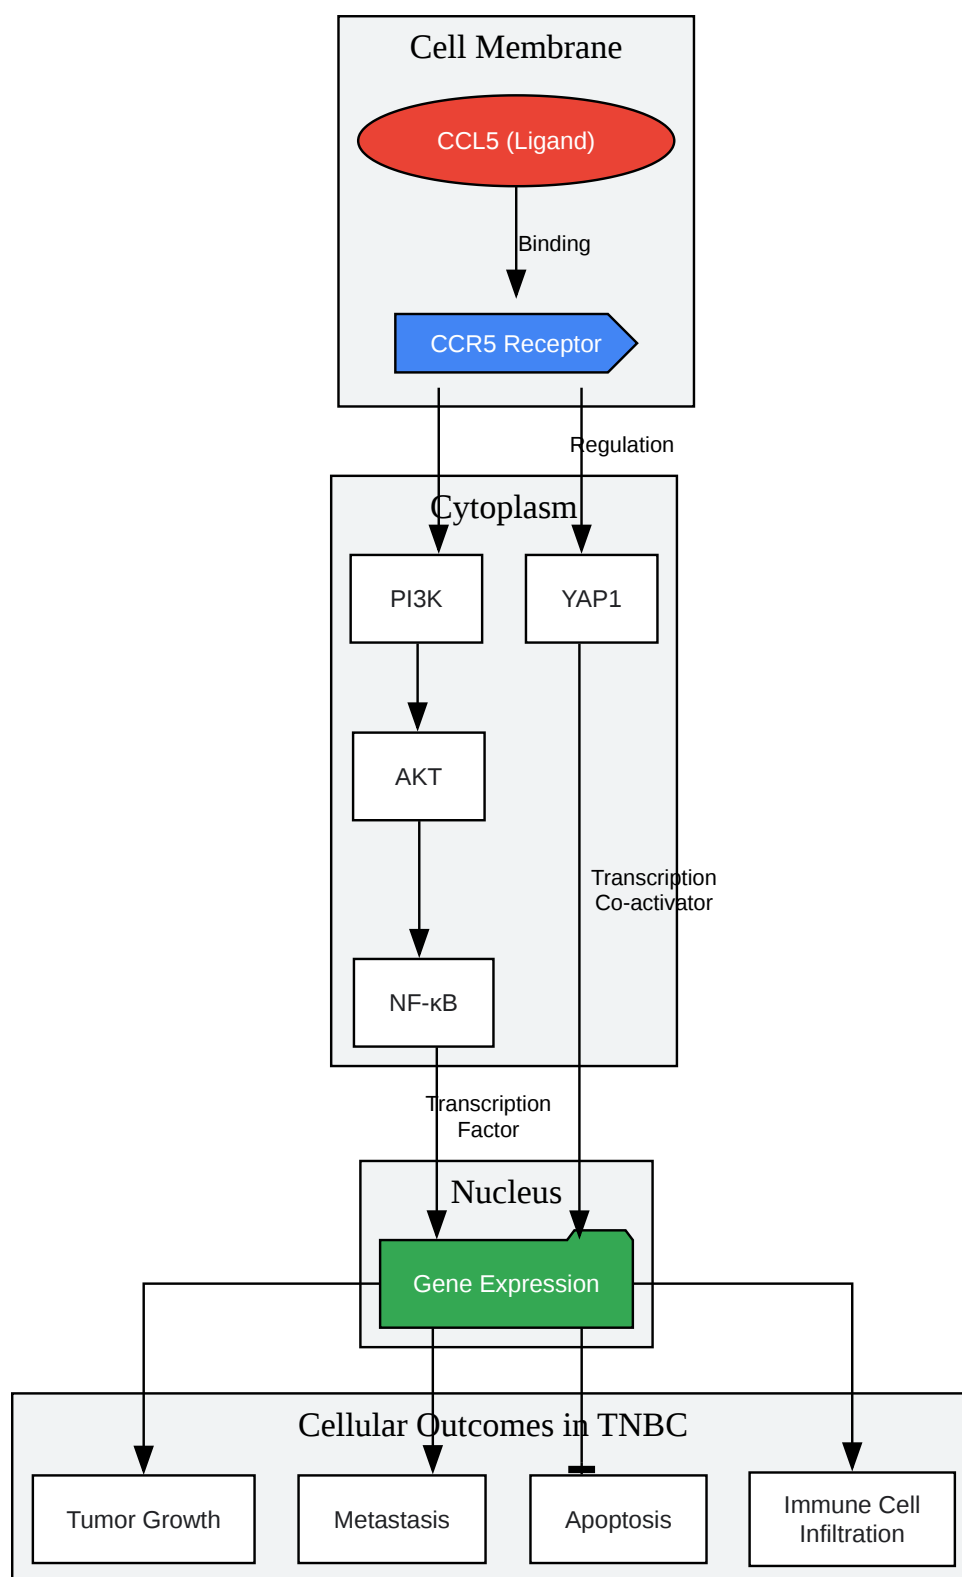 Cell Membrane
CCL5 (Ligand)
Binding
CCR5 Receptor
Regulation
Cytoplasm
PI3K
YAP1
AKT
Transcription
Co-activator
NF-κB
Transcription
Factor
Nucleus
Gene Expression
Cellular Outcomes in TNBC
Tumor Growth
Metastasis
Apoptosis
Immune Cell
Infiltration